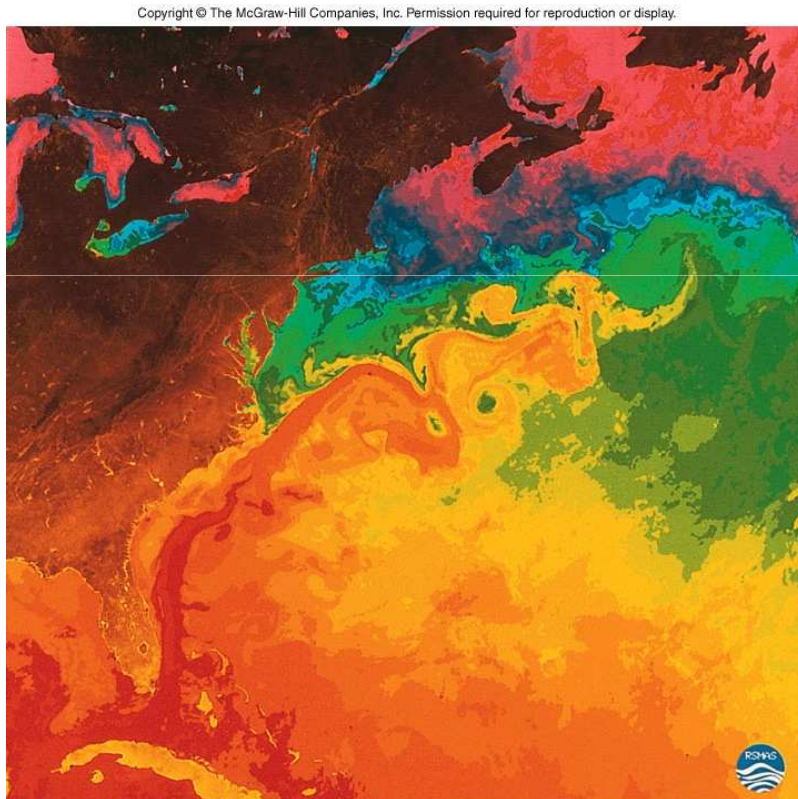 Copyright © The McGraw-Hill Companies, Inc. Permission required for reproduction or display.
RSMAS